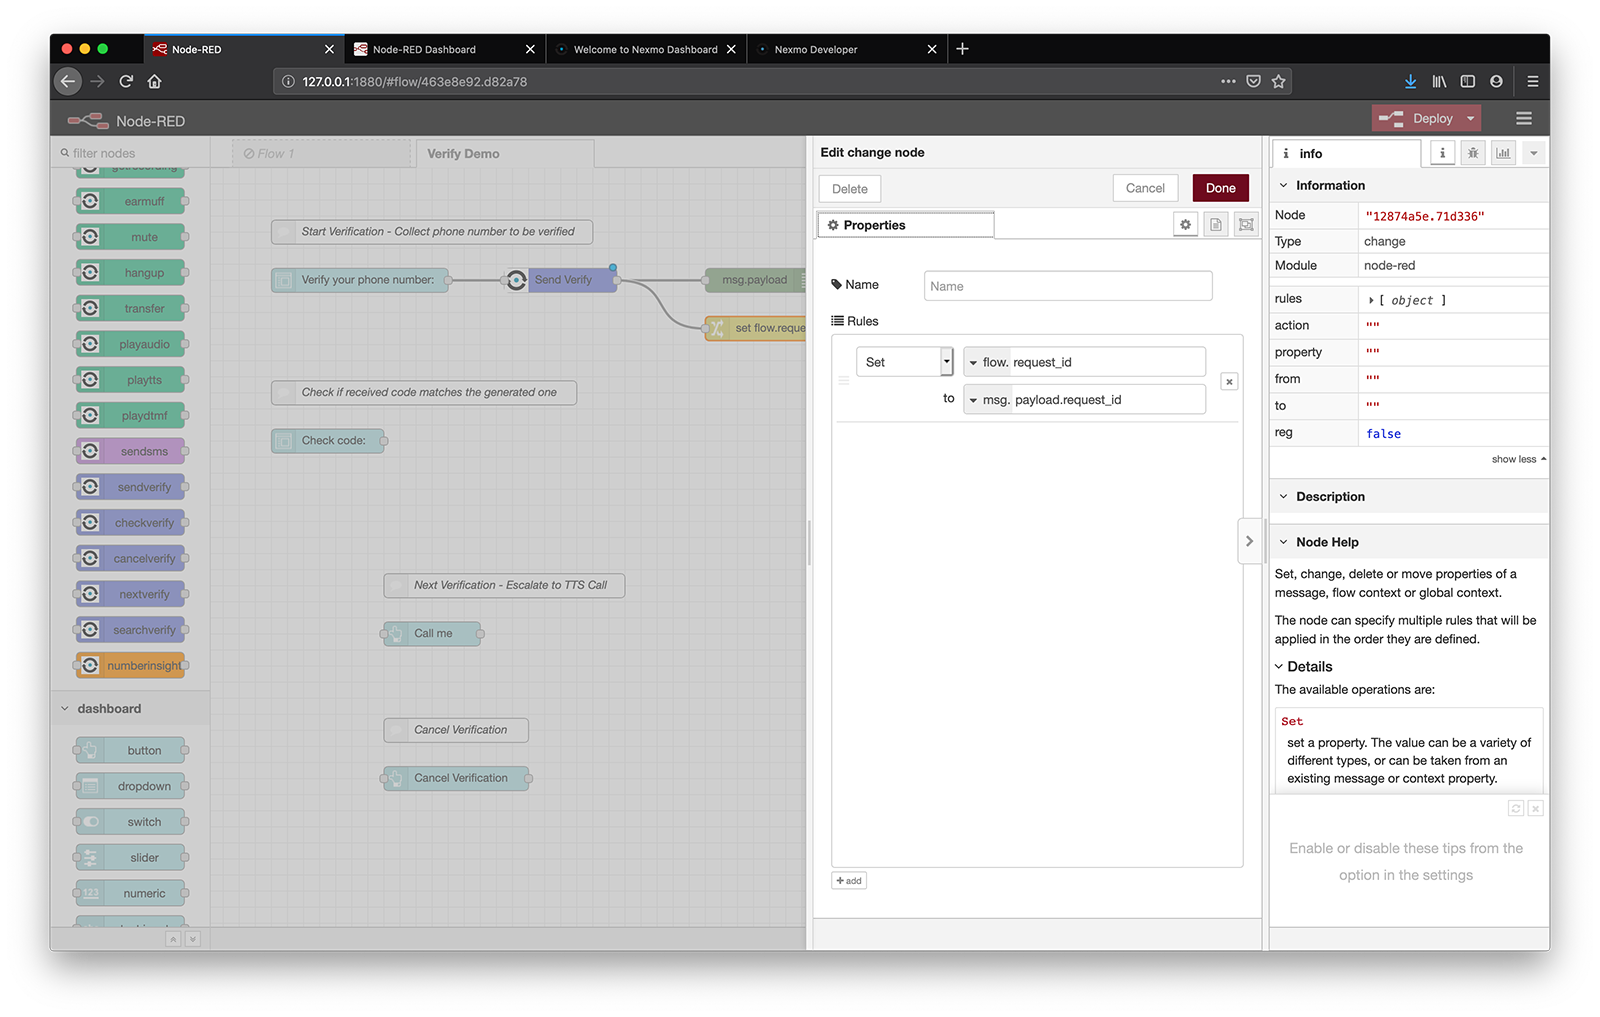 Node-RED
Node-RED Dashboard
Welcome to Nexmo Dashboard
Nexmo Developer
127.0.0.1:1880/#flow/463e8e92.d82a78
Node-RED
Deploy
filter nodes
Flow 1
Verify Demo
getrecording
earmuff
mute
hangup
transfer
playaudio
playtts
playdtmf
sendsms
sendverify
checkverify
cancelverify
nextverify
searchverify
numberinsight
dashboard
button
dropdown
switch
slider
numeric
123
Start Verification - Collect phone number to be verified
Verify your phone number:
Send Verify
msg.payload
set flow.reque
Check if received code matches the generated one
Check code:
Next Verification - Escalate to TTS Call
Call me
Cancel Verification
Cancel Verification
Edit change node
Delete
Cancel
Done
Properties
Name
Name
Rules
Set
flow. request_id
to
msg. payload.request_id
add
info
Information
Node "12874a5e.71d336"
Type change
Module node-red
rules [ object ]
action ""
property ""
from ""
to ""
reg false
show less
Description
Node Help
Set, change, delete or move properties of a
message, flow context or global context.
The node can specify multiple rules that will be
applied in the order they are defined.
Details
The available operations are:
Set
set a property. The value can be a variety of
different types, or can be taken from an
existing message or context property.
Enable or disable these tips from the
option in the settings